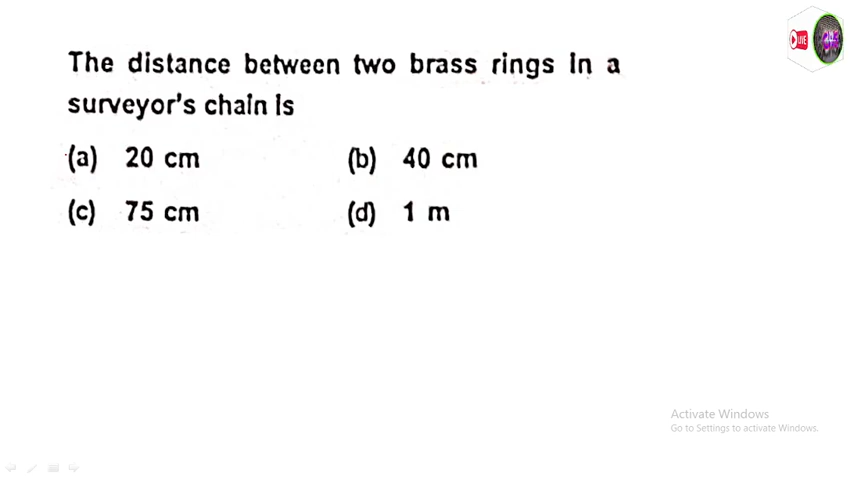 The distance between two brass rings in a
surveyor's chain is
(a) 20 cm
(b) 40 cm
(c) 75 cm
(d) 1 m
LIVE
Activate Windows
Go to Settings to activate Windows.